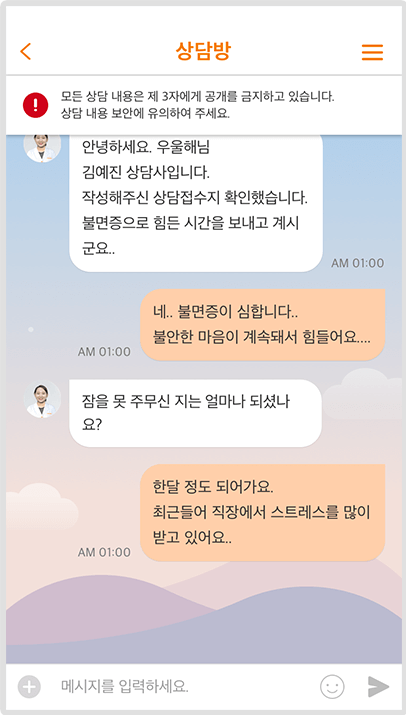 상담방
모든 상담 내용은 제 3자에게 공개를 금지하고 있습니다.
상담 내용 보안에 유의하여 주세요.
안녕하세요. 우울해님
김예진 상담사입니다.
작성해주신 상담접수지 확인했습니다.
불면증으로 힘든 시간을 보내고 계시
군요..
AM 01:00
네.. 불면증이 심합니다..
불안한 마음이 계속돼서 힘들어요....
AM 01:00
잠을 못 주무신 지는 얼마나 되셨나
요?
한달 정도 되어가요.
최근들어 직장에서 스트레스를 많이
받고 있어요..
AM 01:00
메시지를 입력하세요.